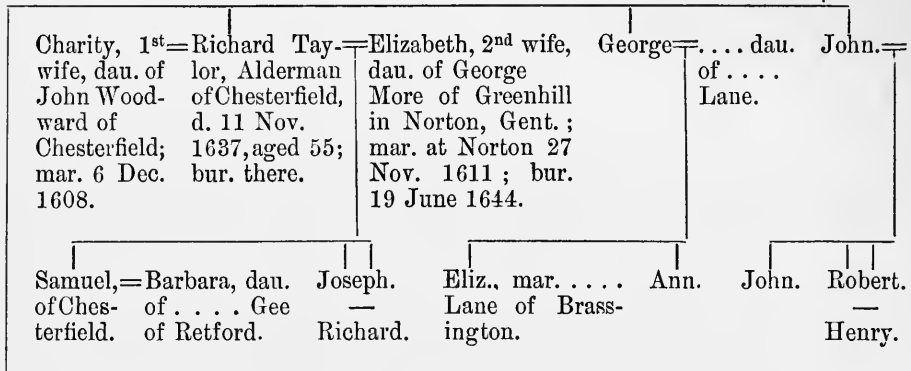 Charity, 1st = Richard Tay- = Elizabeth, 2nd wife, George = . . . . dau. John. =
wife, dau. of lor, Alderman dau. of George of . . . .
John Wood- of Chesterfield, More of Greenhill Lane.
ward of d. 11 Nov. in Norton, Gent. ;
Chesterfield; 1637, aged 55; mar. at Norton 27
mar. 6 Dec. bur. there. Nov. 1611 ; bur.
1608. 19 June 1644.
Samuel, = Barbara, dau. Joseph. Eliz., mar. . . . . . Ann. John. Robert.
of Ches- of . . . . Gee — Lane of Brass- —
terfield. of Retford. Richard. ington. Henry.